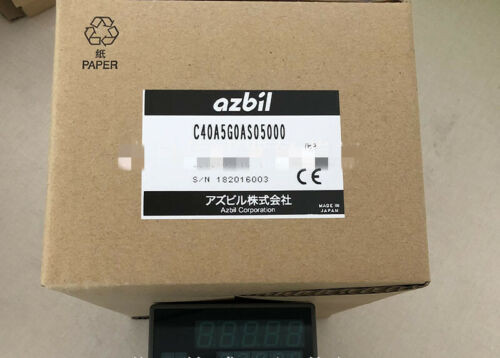 紙
PAPER
azbil
C40A5G0AS05000
S/N 182016003
CE
アズビル株式会社
Azbil Corporation
MADE IN
JAPAN